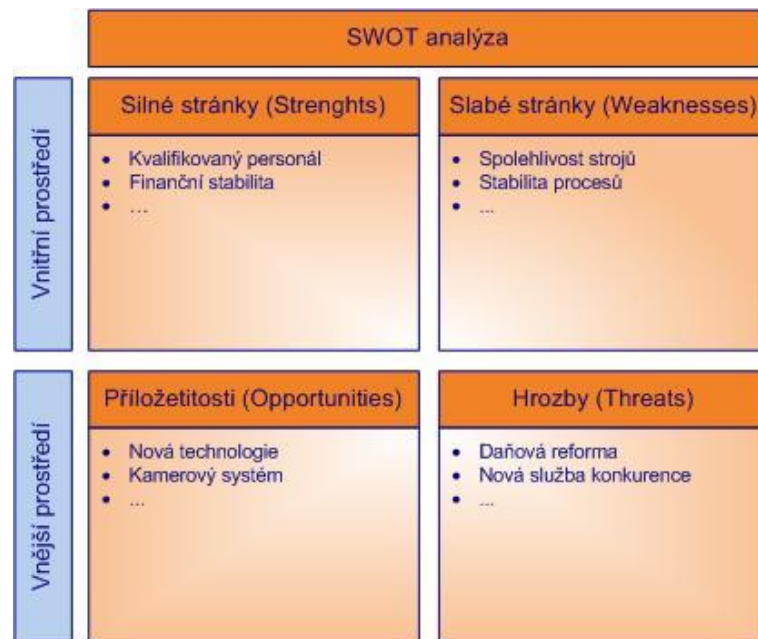 SWOT analýza
Vnitřní prostředí
Silné stránky (Strenghts)
• Kvalifikovaný personál
• Finanční stabilita
• …
Slabé stránky (Weaknesses)
• Spolehlivost strojů
• Stabilita procesů
• ...
Vnější prostředí
Příložetitosti (Opportunities)
• Nová technologie
• Kamerový systém
• ...
Hrozby (Threats)
• Daňová reforma
• Nová služba konkurence
• ...